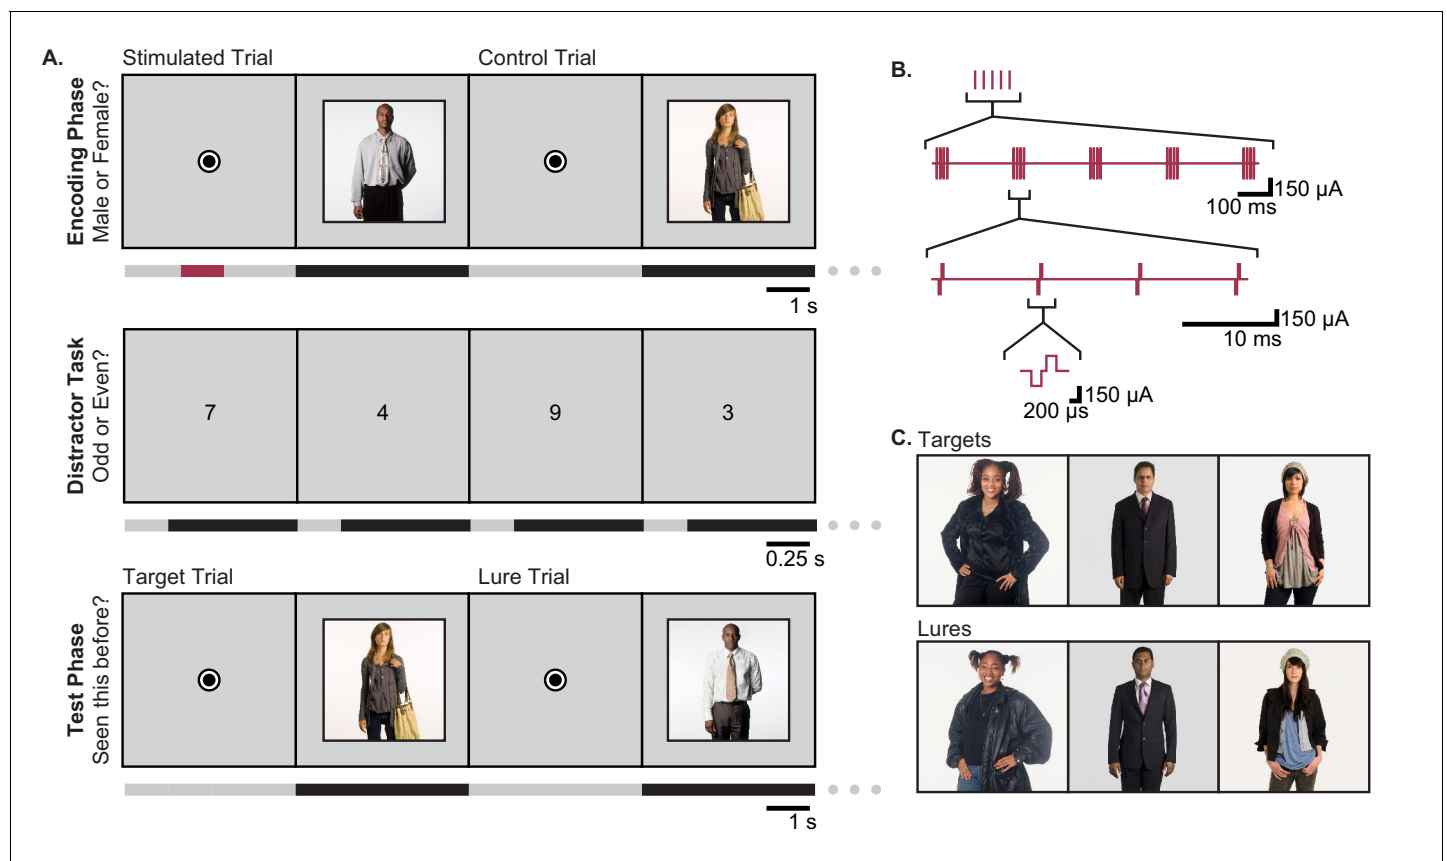 A.
Stimulated Trial
Control Trial
Encoding Phase
Male or Female?
1 s
Distractor Task
Odd or Even?
7
4
9
3
0.25 s
Target Trial
Lure Trial
Test Phase
Seen this before?
1 s
B.
150 µA
100 ms
150 µA
10 ms
150 µA
200 µs
C. Targets
Lures